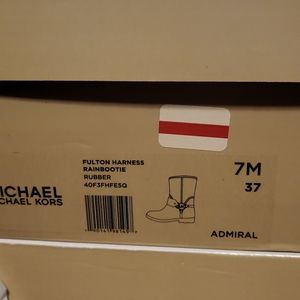 FULTON HARNESS
RAINBOOTIE
RUBBER
40F3FHFE5Q
7M
37
MICHAEL
MICHAEL KORS
ADMIRAL